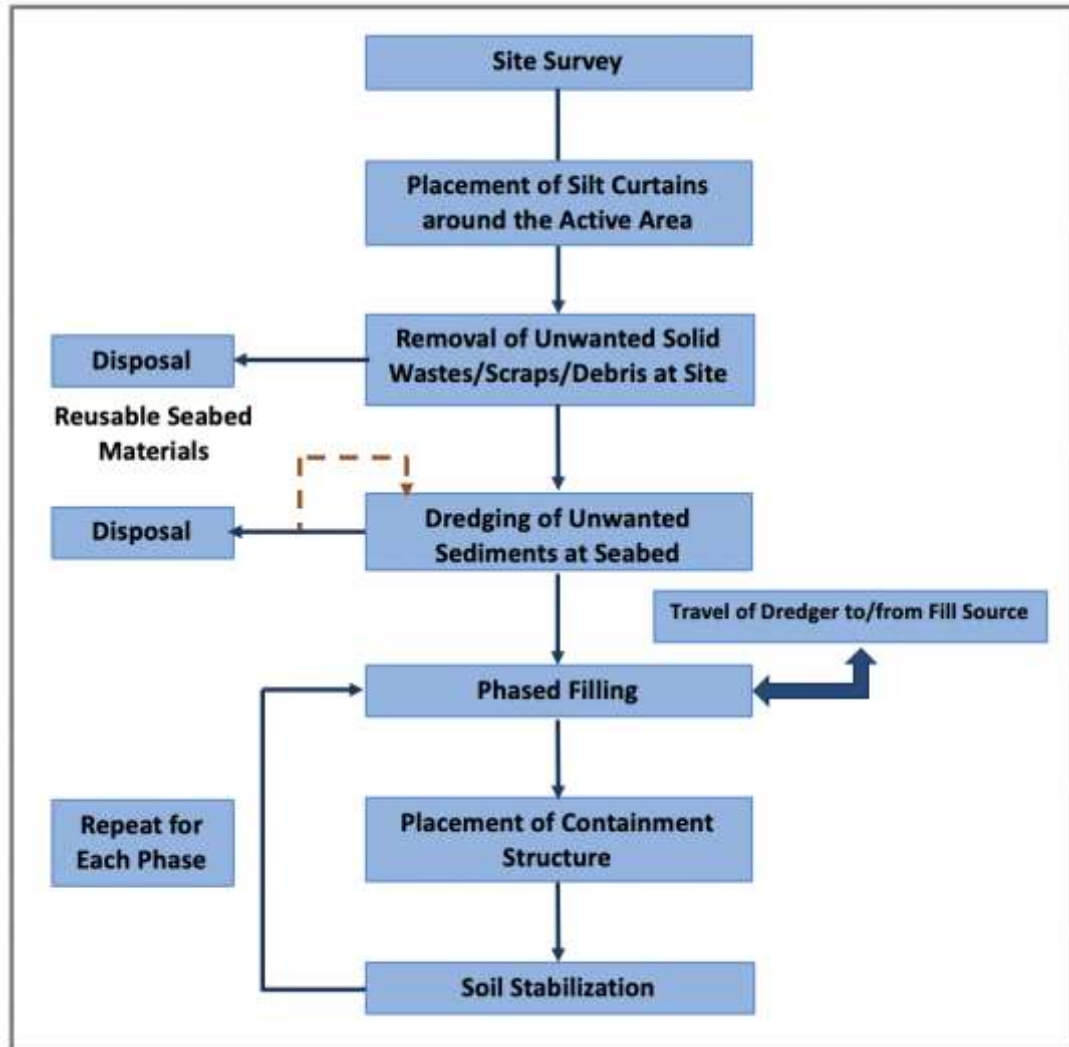 Site Survey
Placement of Silt Curtains
around the Active Area
Removal of Unwanted Solid
Wastes/Scraps/Debris at Site
Disposal
Reusable Seabed
Materials
Disposal
Dredging of Unwanted
Sediments at Seabed
Travel of Dredger to/from Fill Source
Phased Filling
Repeat for
Each Phase
Placement of Containment
Structure
Soil Stabilization